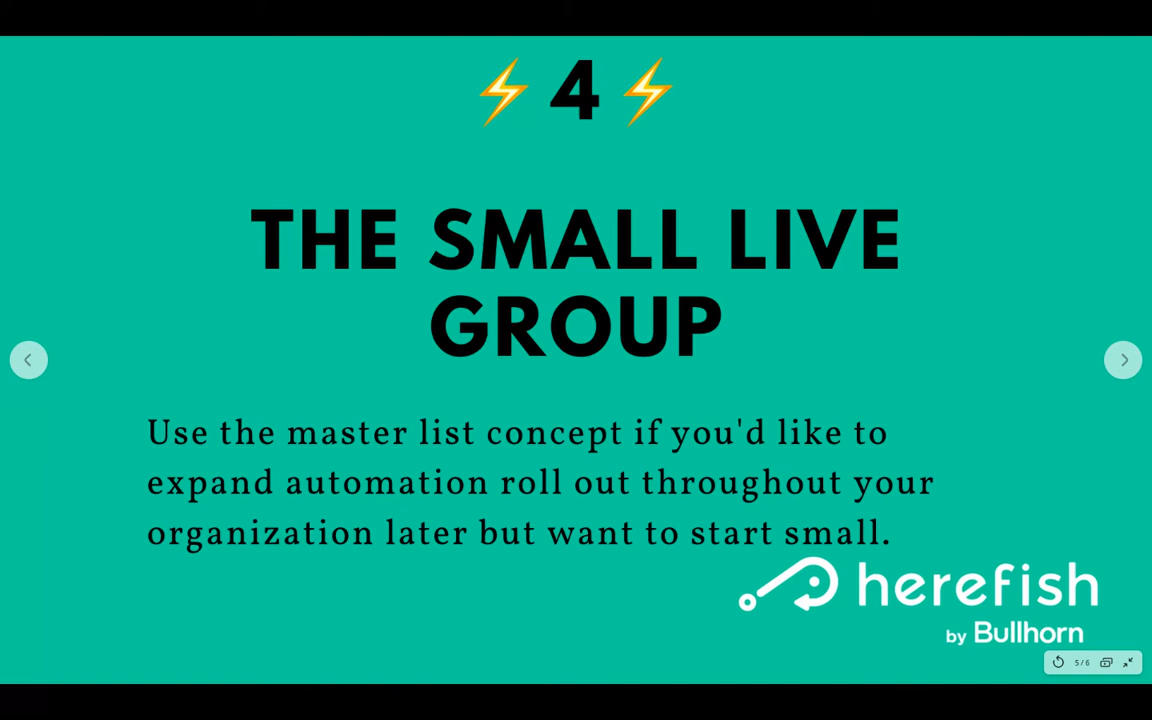 ⚡ 4 ⚡
THE SMALL LIVE
GROUP
Use the master list concept if you'd like to
expand automation roll out throughout your
organization later but want to start small.
herefish
by Bullhorn
5 / 6